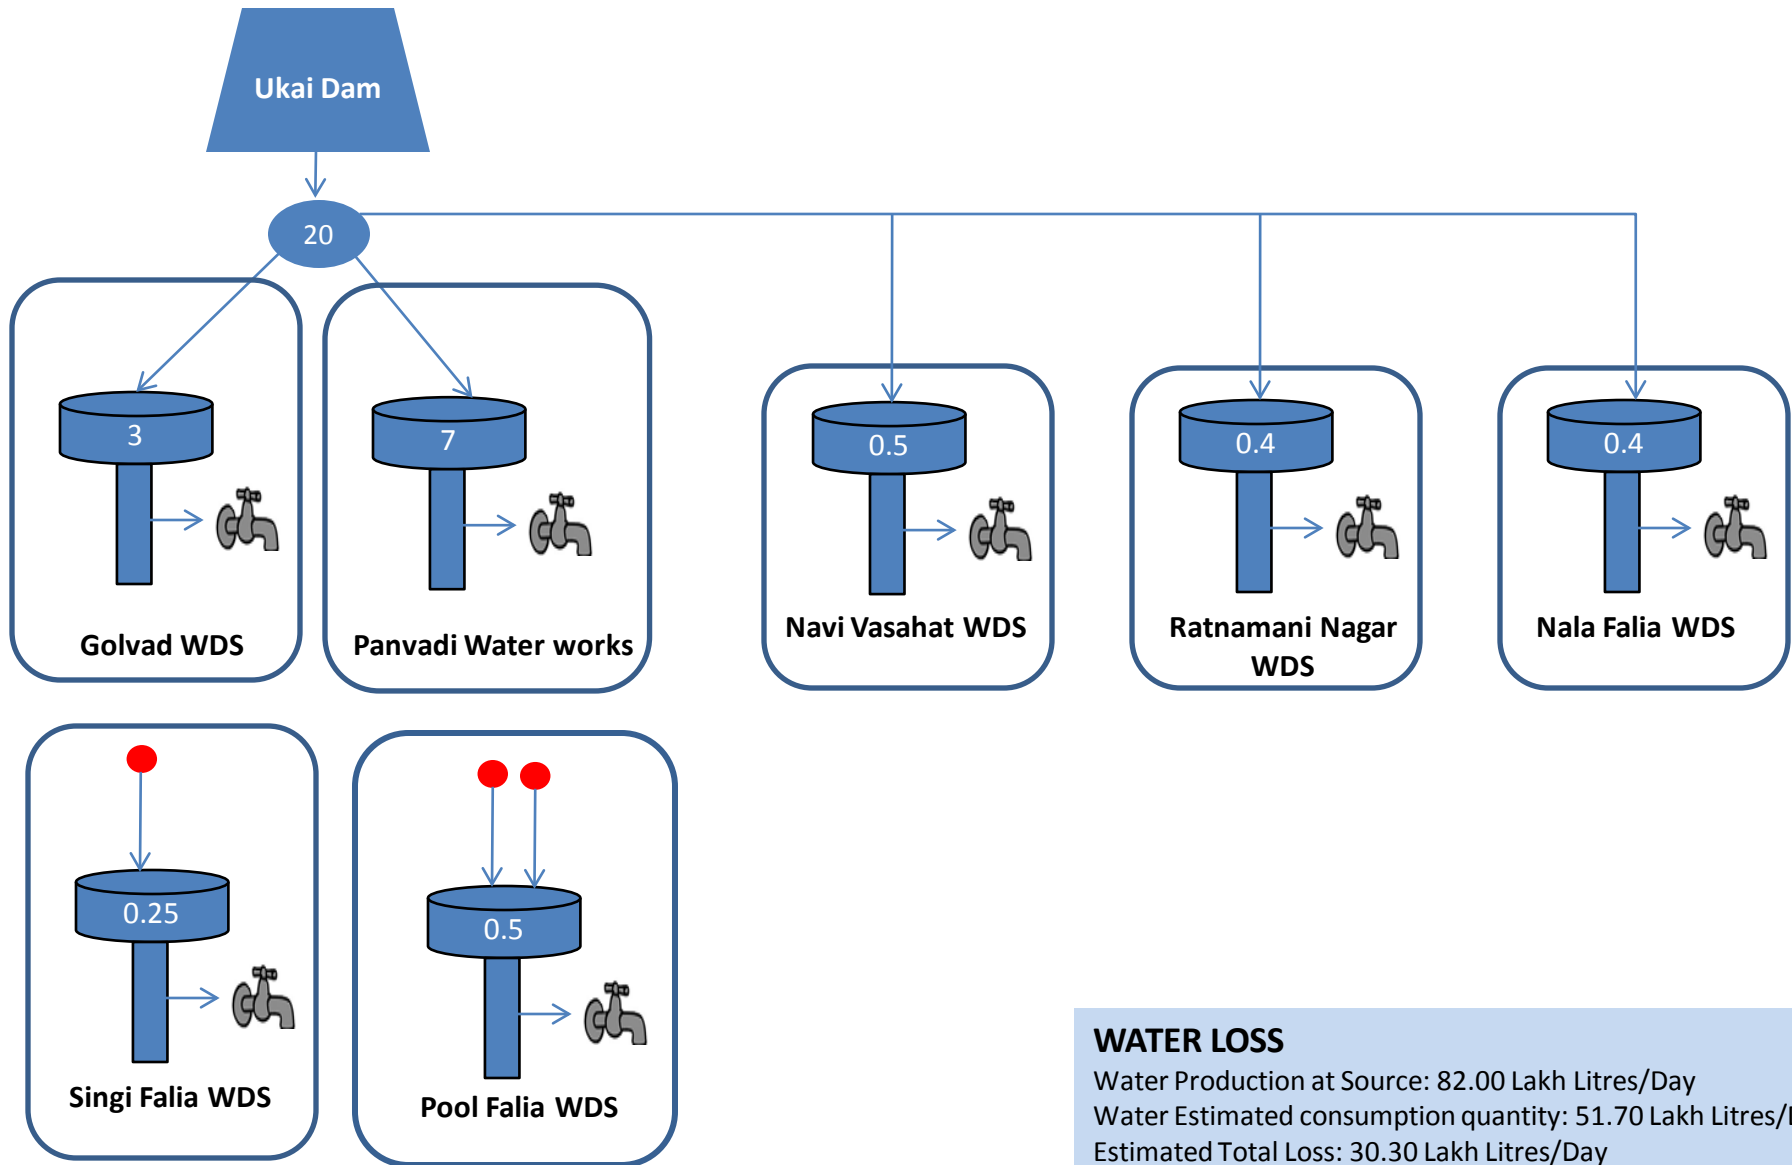 Ukai Dam
20
3
7
0.5
0.4
0.4
Golvad WDS
Panvadi Water works
Navi Vasahat WDS
Ratnamani Nagar
WDS
Nala Falia WDS
0.25
0.5
Singi Falia WDS
Pool Falia WDS
WATER LOSS
Water Production at Source: 82.00 Lakh Litres/Day
Water Estimated consumption quantity: 51.70 Lakh Litres/
Estimated Total Loss: 30.30 Lakh Litres/Day